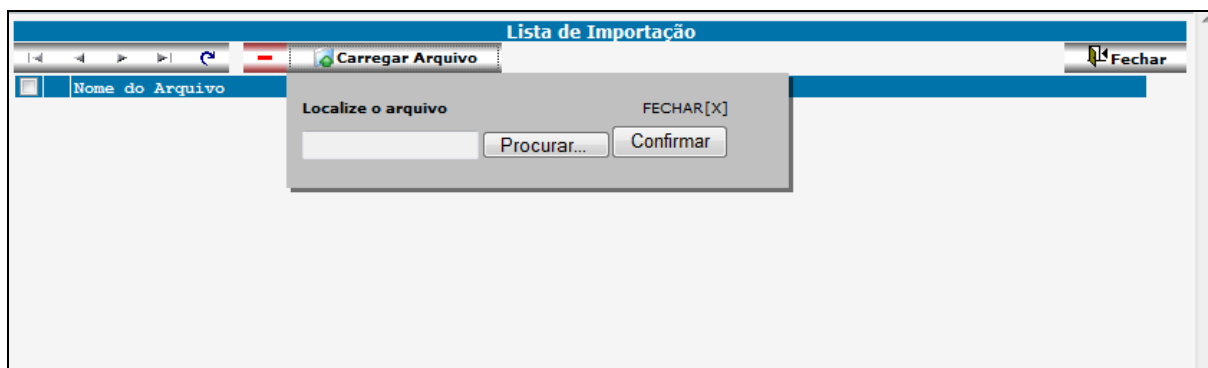 Lista de Importação
Carregar Arquivo
Fechar
Nome do Arquivo
Localize o arquivo
FECHAR[X]
Procurar...
Confirmar